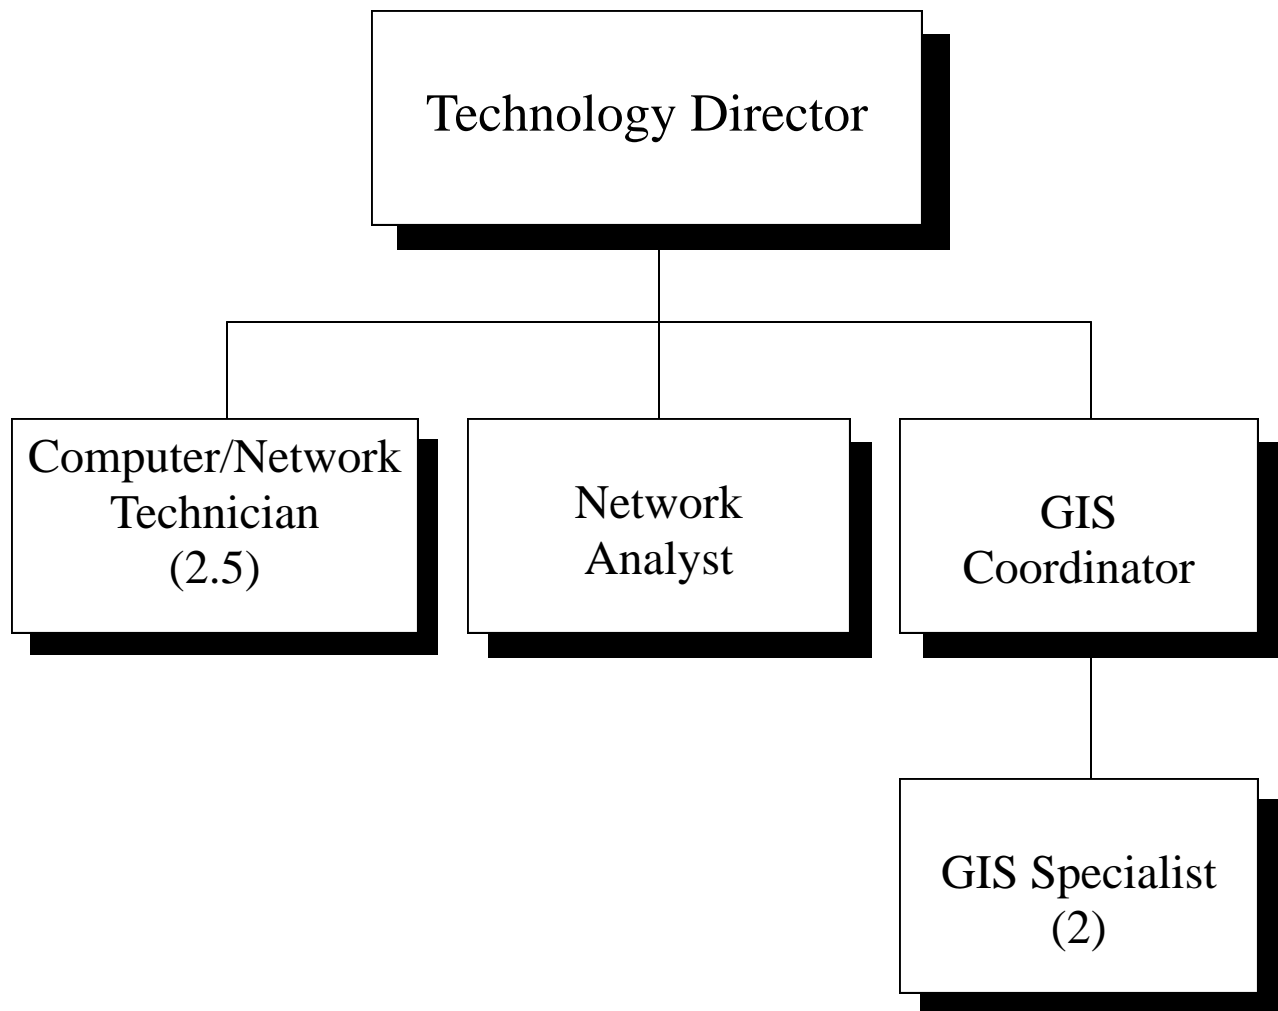 Technology Director
Computer/Network
Technician
(2.5)
Network
Analyst
GIS
Coordinator
GIS Specialist
(2)